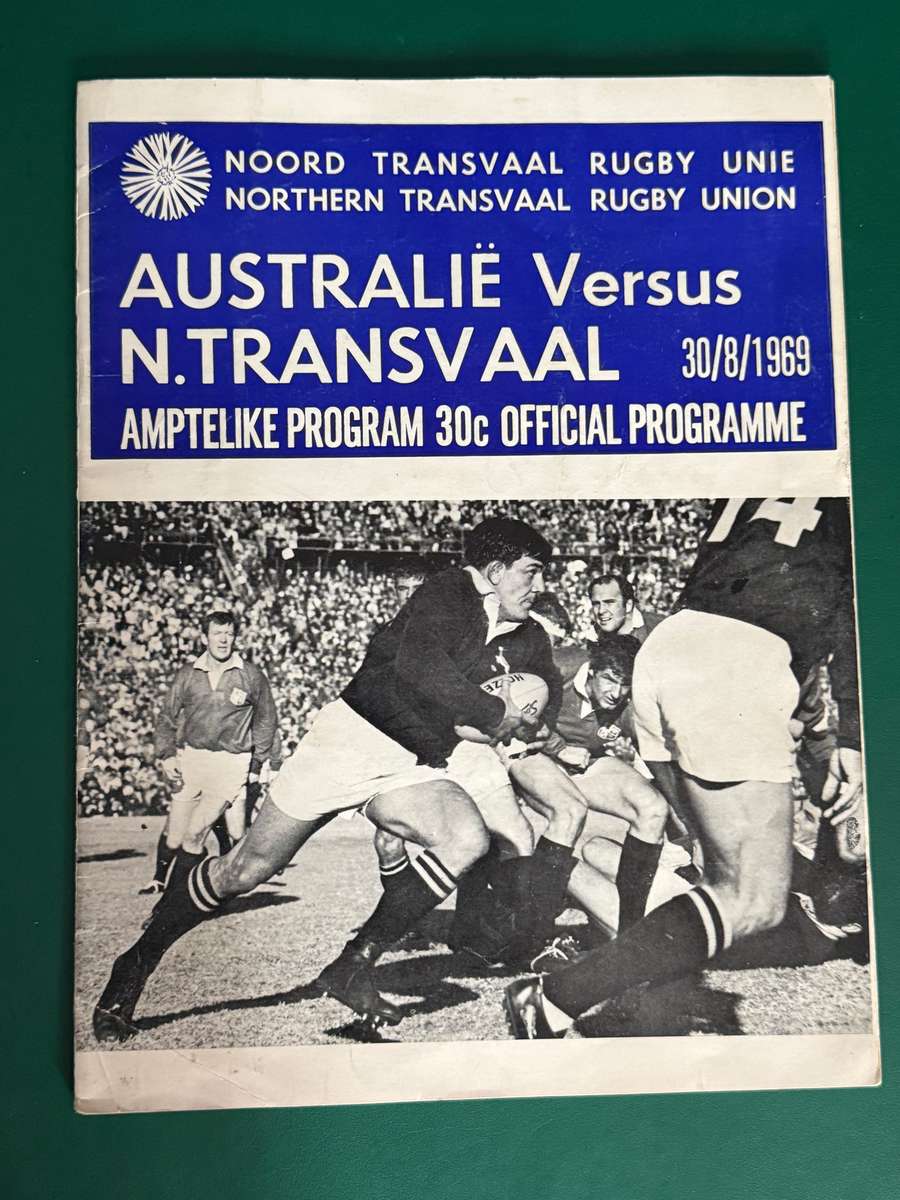 NOORD TRANSVAAL RUGBY UNIE
NORTHERN TRANSVAAL RUGBY UNION
AUSTRALIË Versus
N.TRANSVAAL 30/8/1969
AMPTELIKE PROGRAM 30c OFFICIAL PROGRAMME
14